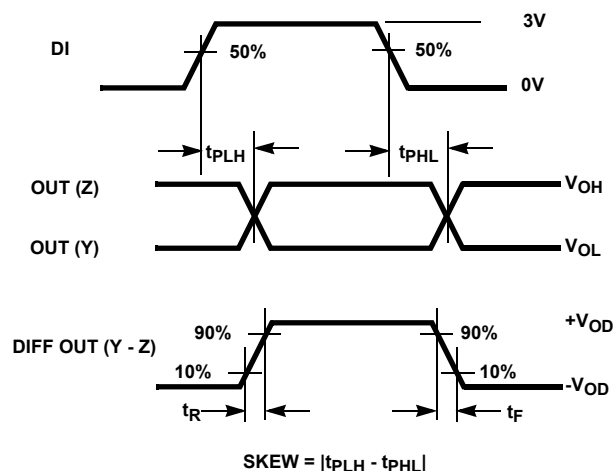 3V
DI
50%
50%
0V
tPLH
tPHL
OUT (Z)
VOH
OUT (Y)
VOL
+VOD
90%
90%
DIFF OUT (Y - Z)
10%
10%
-VOD
tR
tF
SKEW = |tPLH - tPHL|